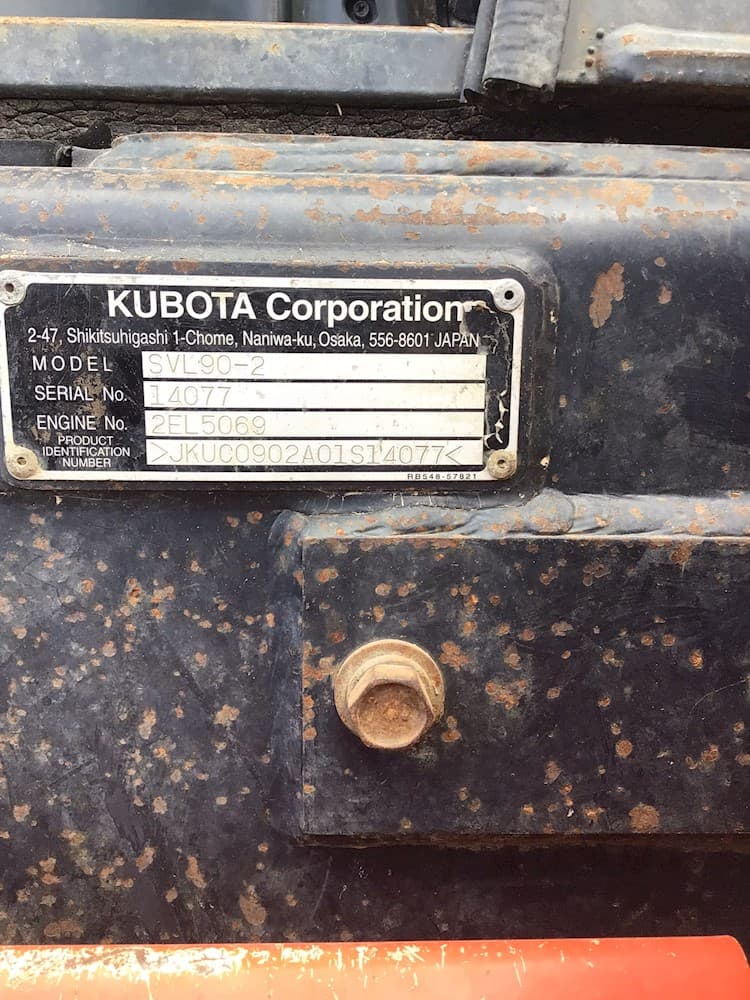 KUBOTA Corporation
2-47, Shikitsuhigashi 1-Chome, Naniwa-ku, Osaka, 556-8601 JAPAN
MODEL SVL90-2
SERIAL No. 14077
ENGINE No. 2EL5069
PRODUCT IDENTIFICATION NUMBER >JKUC0902A01S14077<
RB548-57821